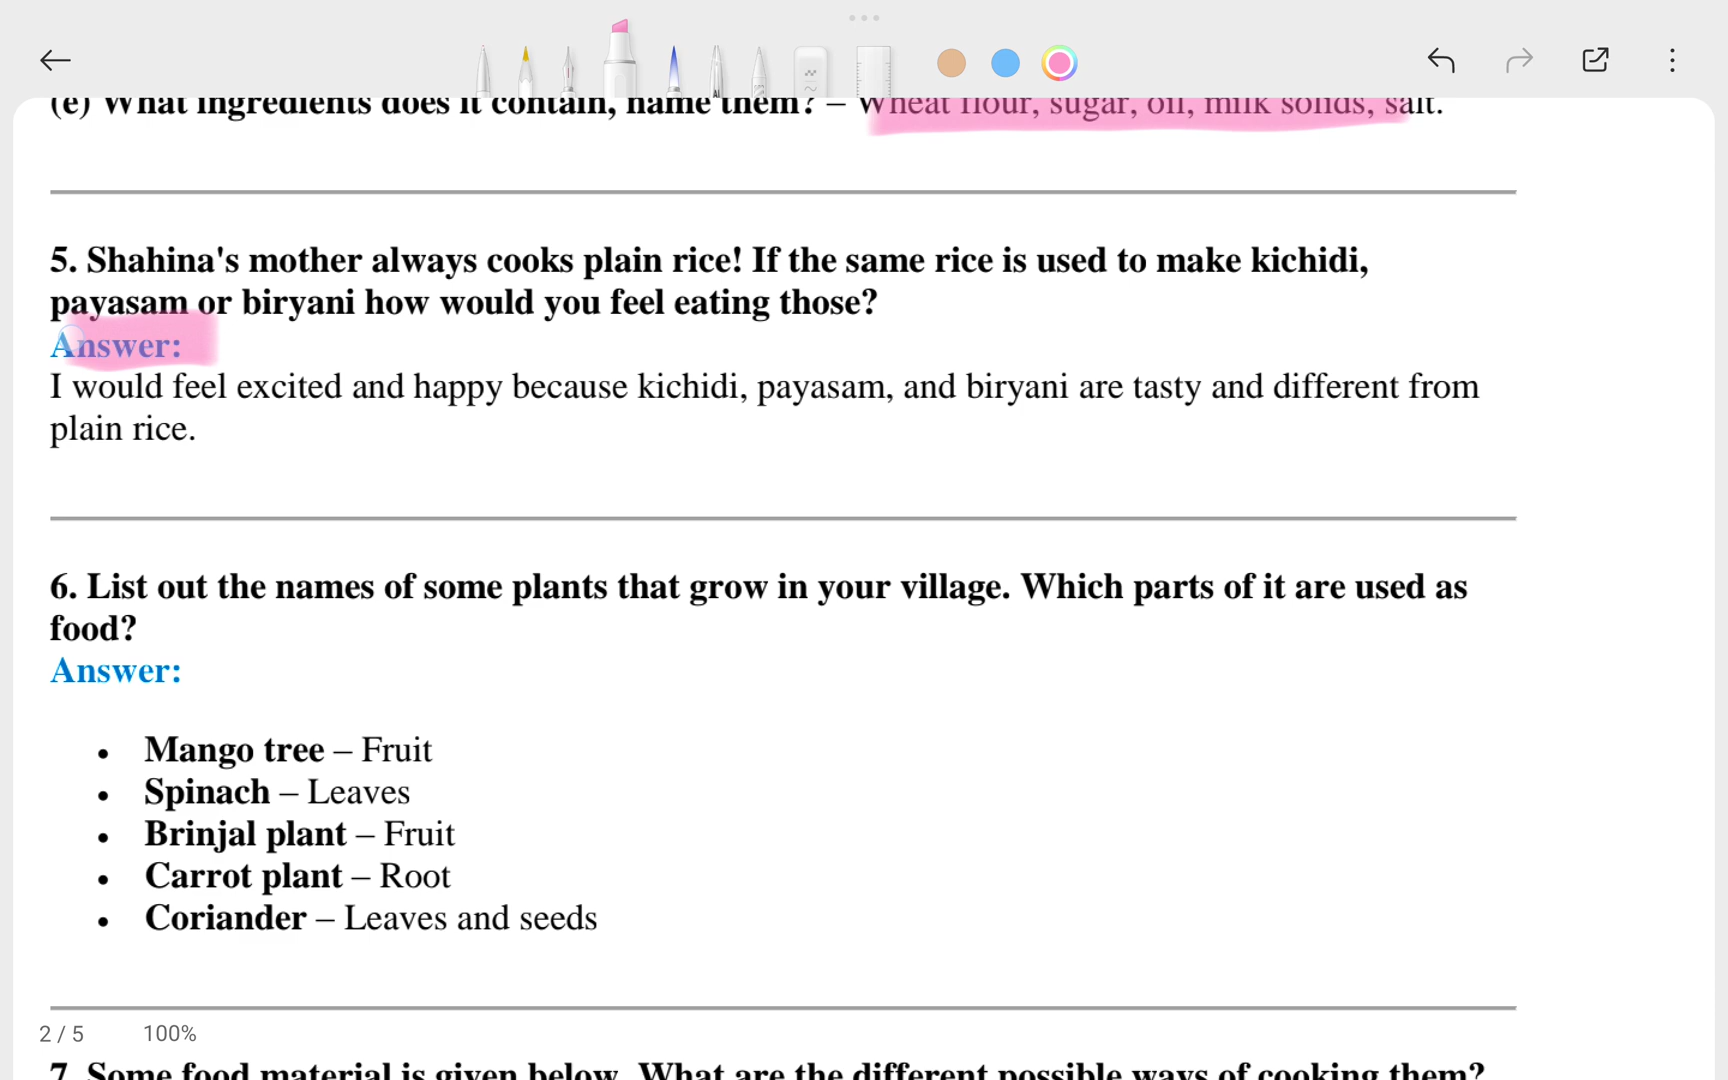 (e) What ingredients does it contain, name them? – Wheat flour, sugar, oil, milk solids, salt.
5. Shahina's mother always cooks plain rice! If the same rice is used to make kichidi,
payasam or biryani how would you feel eating those?
Answer:
I would feel excited and happy because kichidi, payasam, and biryani are tasty and different from
plain rice.
6. List out the names of some plants that grow in your village. Which parts of it are used as
food?
Answer:
• Mango tree – Fruit
• Spinach – Leaves
• Brinjal plant – Fruit
• Carrot plant – Root
• Coriander – Leaves and seeds
2 / 5 100%
7. Some food material is given below. What are the different possible ways of cooking them?